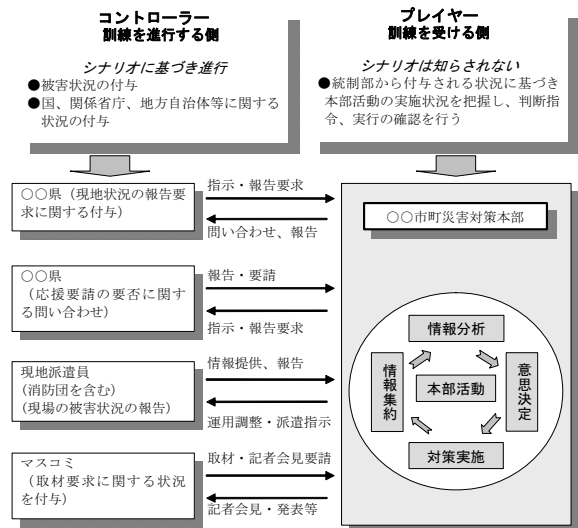 コントローラー
訓練を進行する側
シナリオに基づき進行
●被害状況の付与
●国、関係省庁、地方自治体等に関する
状況の付与
プレイヤー
訓練を受ける側
シナリオは知らされない
●統制部から付与される状況に基づき
本部活動の実施状況を把握し、判断指
令、実行の確認を行う
○○県（現地状況の報告要
求に関する付与）
指示・報告要求
問い合わせ、報告
○○県
（応援要請の要否に関す
る問い合わせ）
報告・要請
指示・報告要求
現地派遣員
(消防団を含む)
(現場の被害状況の報告)
情報提供、報告
運用調整・派遣指示
マスコミ
（取材要求に関する状況
を付与）
取材・記者会見要請
記者会見・発表等
○○市町災害対策本部
情報分析
情報集約
本部活動
意思決定
対策実施